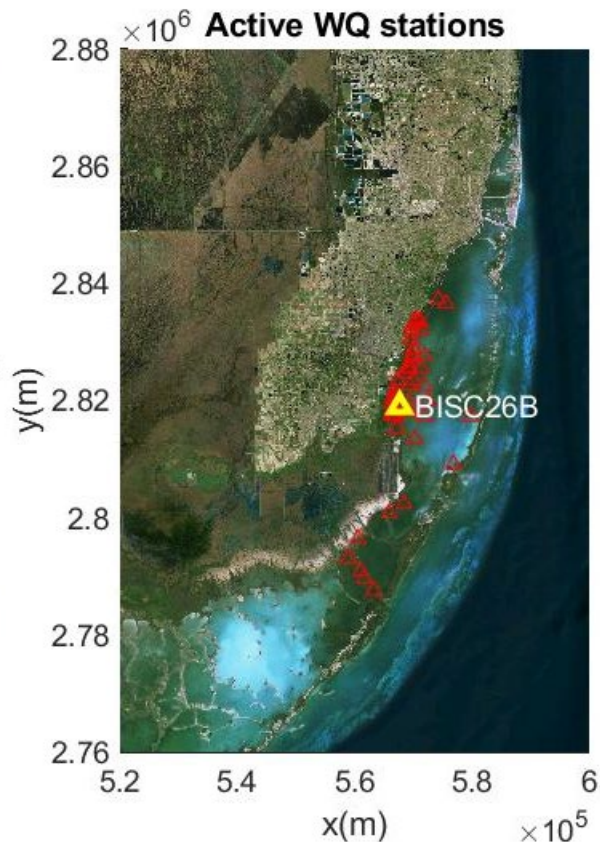 ×10⁶ Active WQ stations
2.88
2.86
2.84
2.82
2.8
2.78
2.76
y(m)
BISC26B
5.2 5.4 5.6 5.8 6
x(m)
×10⁵